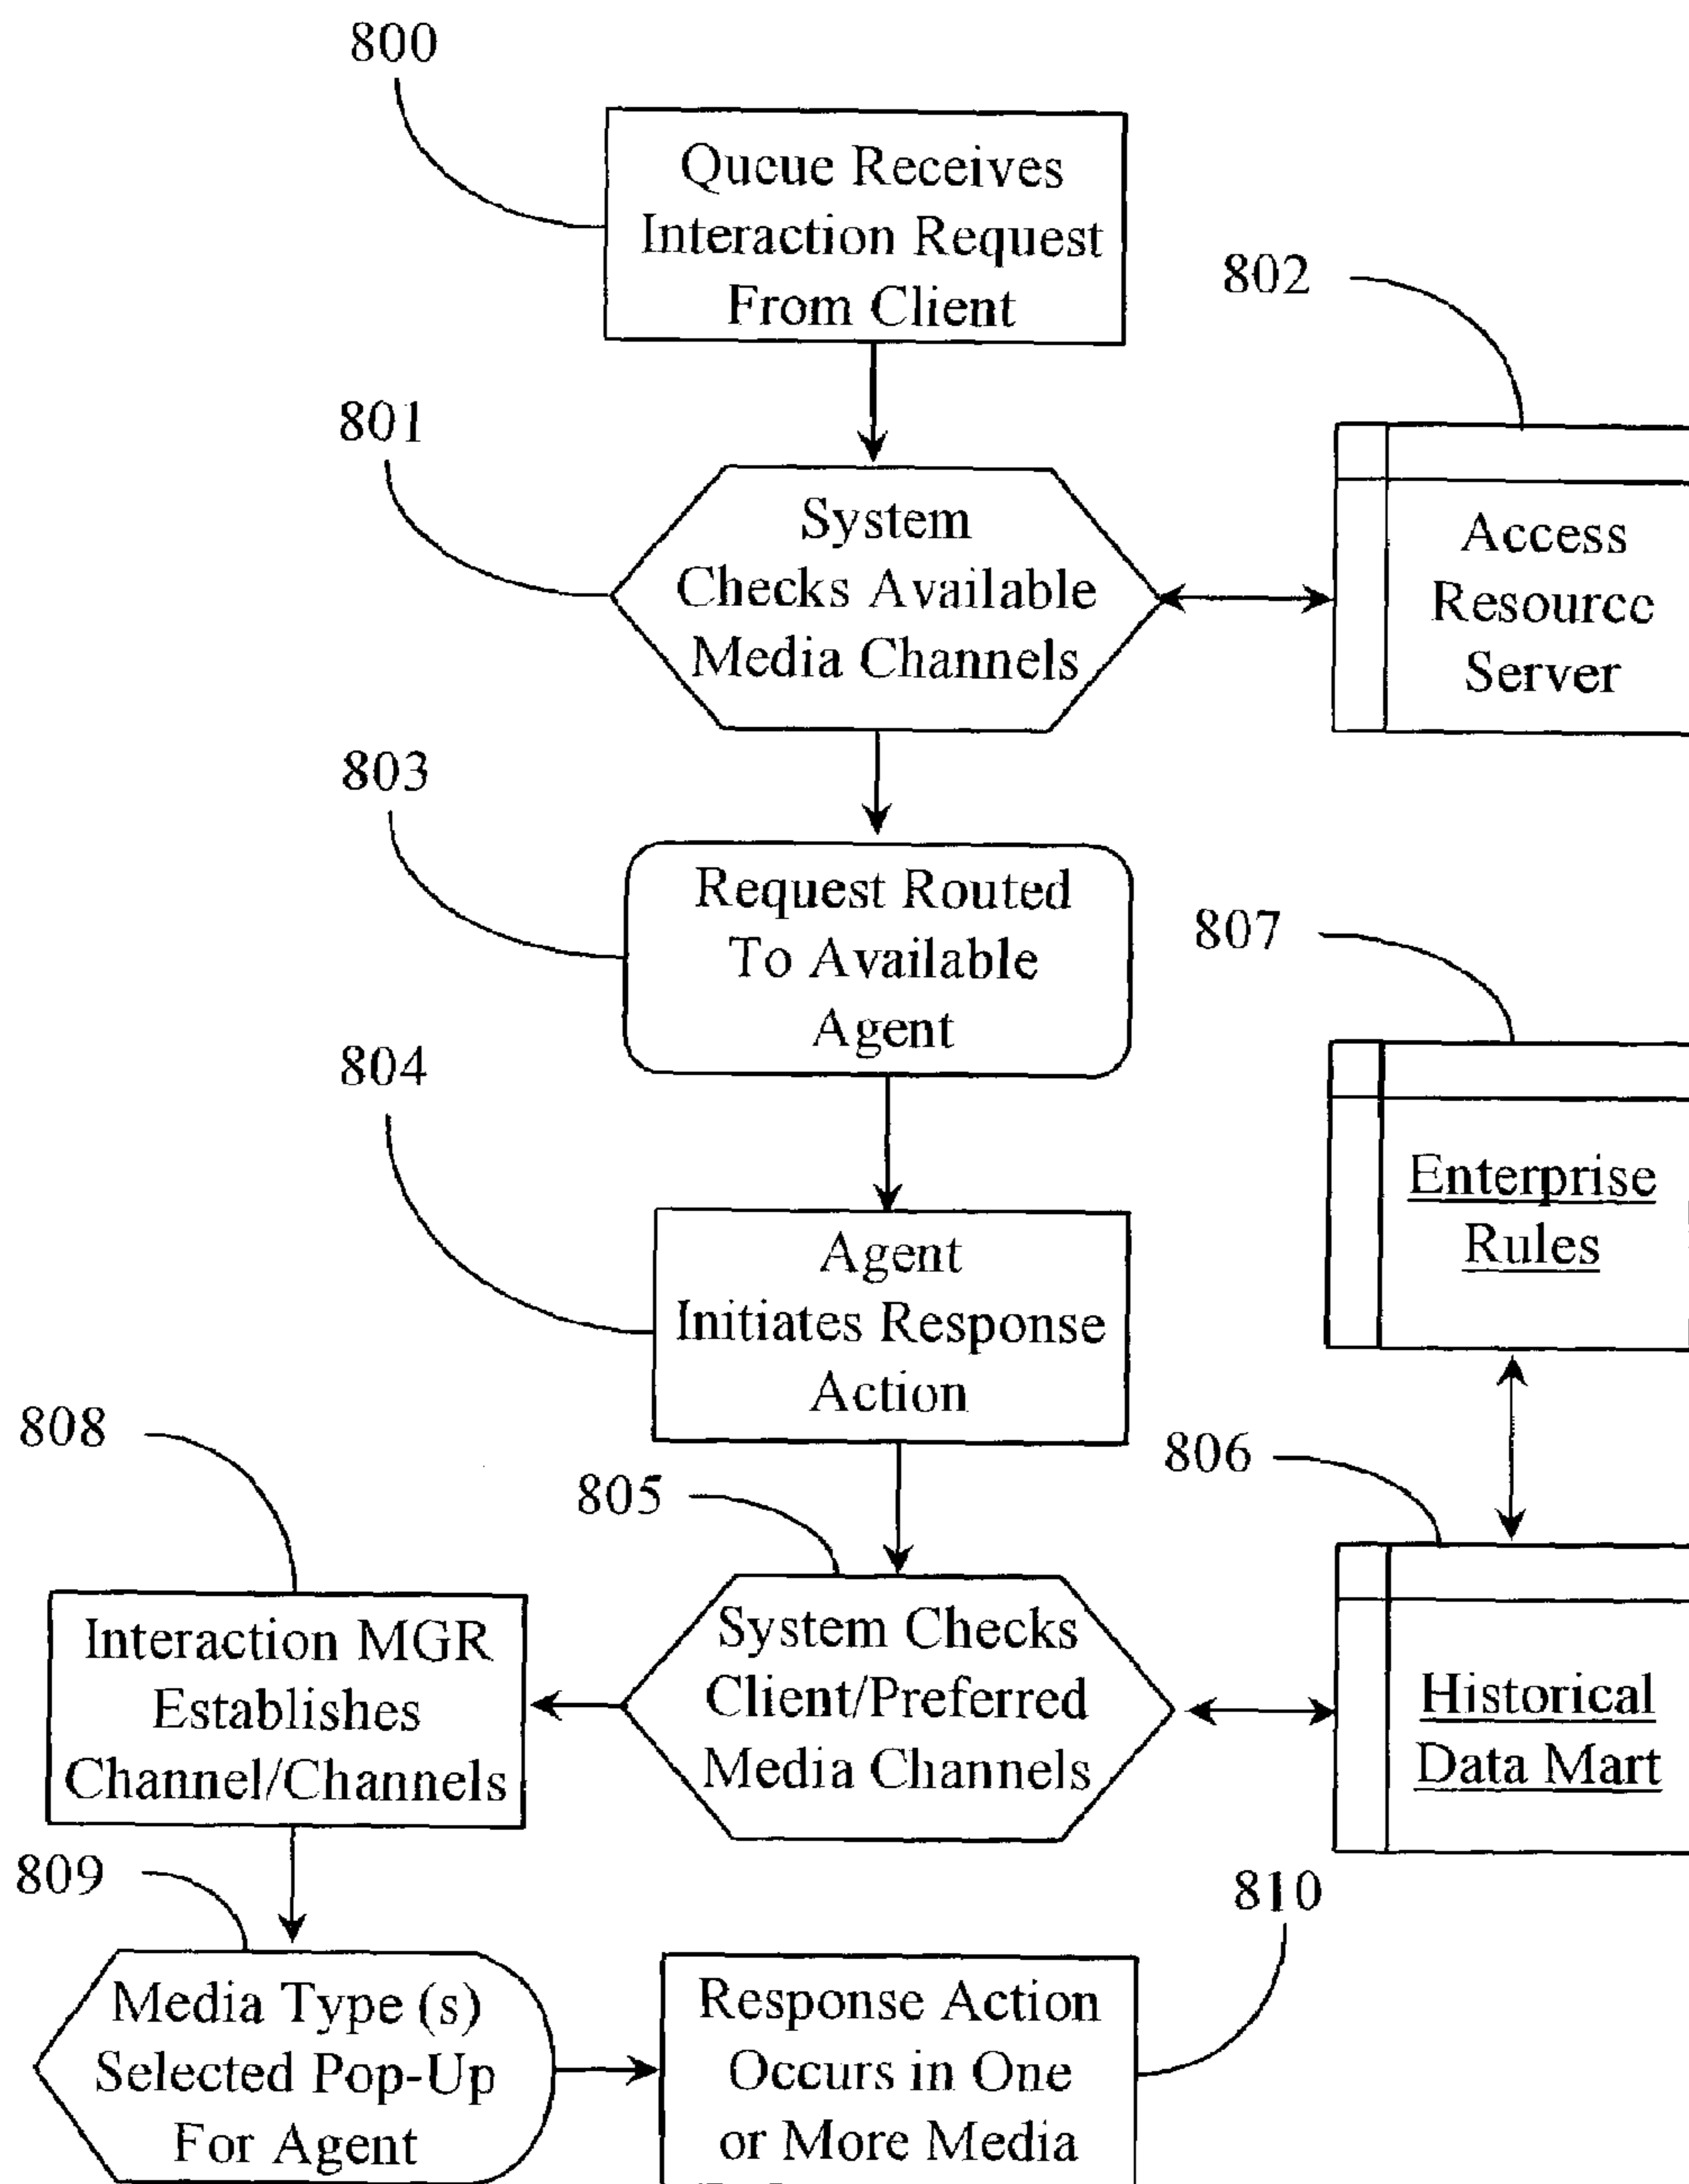 800
Queue Receives
Interaction Request
From Client
802
801
System
Checks Available
Media Channels
Access
Resource
Server
803
Request Routed
To Available
Agent
807
804
Enterprise
Rules
Agent
Initiates Response
Action
808
806
805
Interaction MGR
Establishes
Channel/Channels
System Checks
Client/Preferred
Media Channels
Historical
Data Mart
809
810
Media Type (s)
Selected Pop-Up
For Agent
Response Action
Occurs in One
or More Media